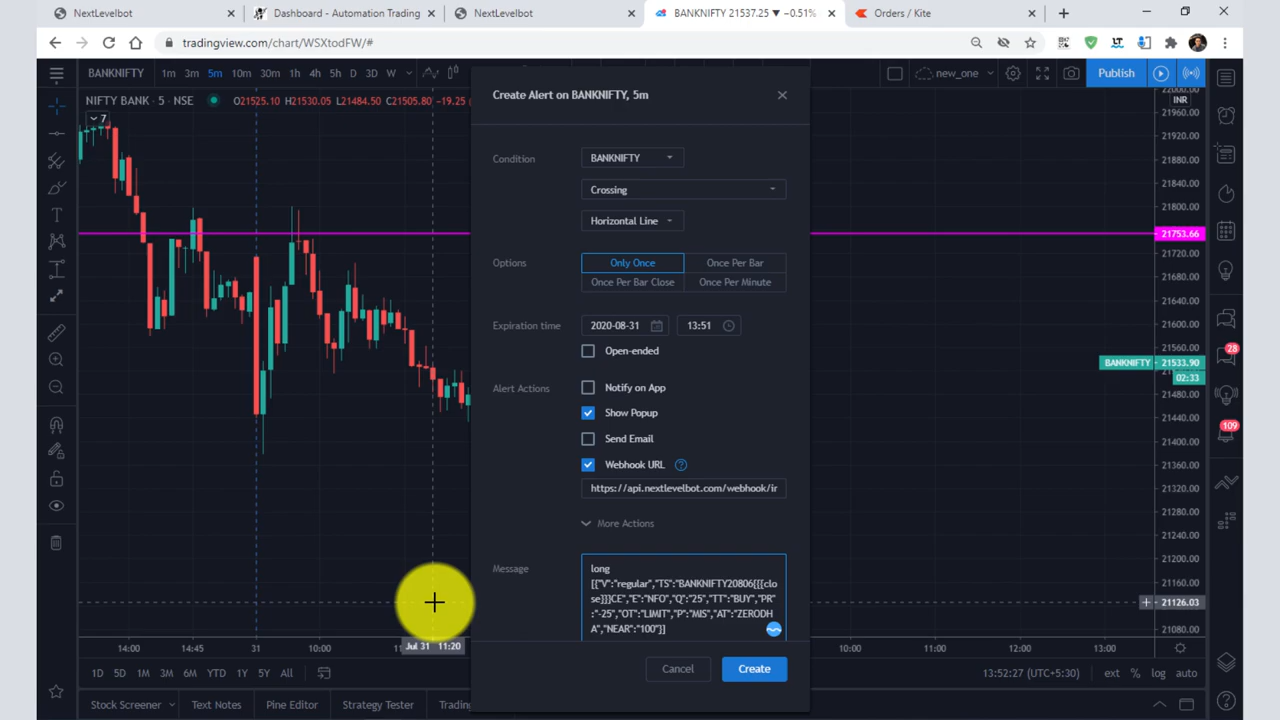 NextLevelbot
Dashboard - Automation Trading
NextLevelbot
BANKNIFTY 21537.25 ▼ −0.51%
Orders / Kite
tradingview.com/chart/WSXtodFW/#
BANKNIFTY 1m 3m 5m 10m 30m 1h 4h 5h D 3D W
new_one
Publish
NIFTY BANK · 5 · NSE
O21525.10 H21530.05 L21484.50 C21505.80 −19.25
7
Create Alert on BANKNIFTY, 5m
Condition
BANKNIFTY
Crossing
Horizontal Line
Options
Only Once
Once Per Bar
Once Per Bar Close
Once Per Minute
Expiration time
2020-08-31
13:51
Open-ended
Alert Actions
Notify on App
Show Popup
Send Email
Webhook URL
https://api.nextlevelbot.com/webhook/ir
More Actions
Message
long
[{"V":"regular","TS":"BANKNIFTY20806[{{clo
se}}]CE","E":"NFO","Q":"25","TT":"BUY","PR
":"-25","OT":"LIMIT","P":"MIS","AT":"ZERODH
A","NEAR":"100"}]
Cancel
Create
INR
21960.00
21920.00
21880.00
21840.00
21800.00
21753.66
21720.00
21680.00
21640.00
21600.00
21560.00
BANKNIFTY 21533.90
02:33
21480.00
21440.00
21400.00
21360.00
21320.00
21280.00
21240.00
21200.00
21160.00
21126.03
21080.00
28
109
14:00
31
10:00
Jul 31 11:20
10:00
11:00
12:00
13:00
1D 5D 1M 3M 6M YTD 1Y 5Y All
13:52:27 (UTC+5:30)
ext % log auto
Stock Screener
Text Notes
Pine Editor
Strategy Tester